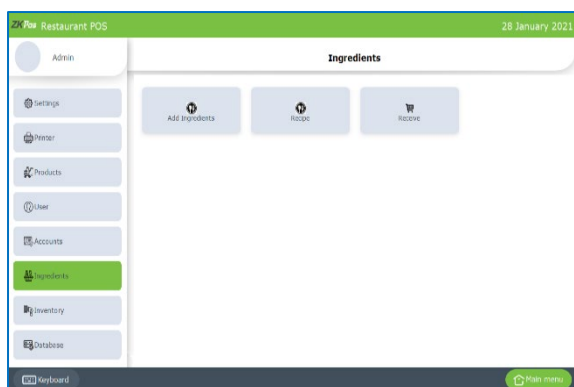 ZKPos Restaurant POS
28 January 2021
Admin
Ingredients
Settings
Printer
Products
User
Accounts
Ingredients
Inventory
Database
Add Ingredients
Recipe
Receive
Keyboard
Main menu